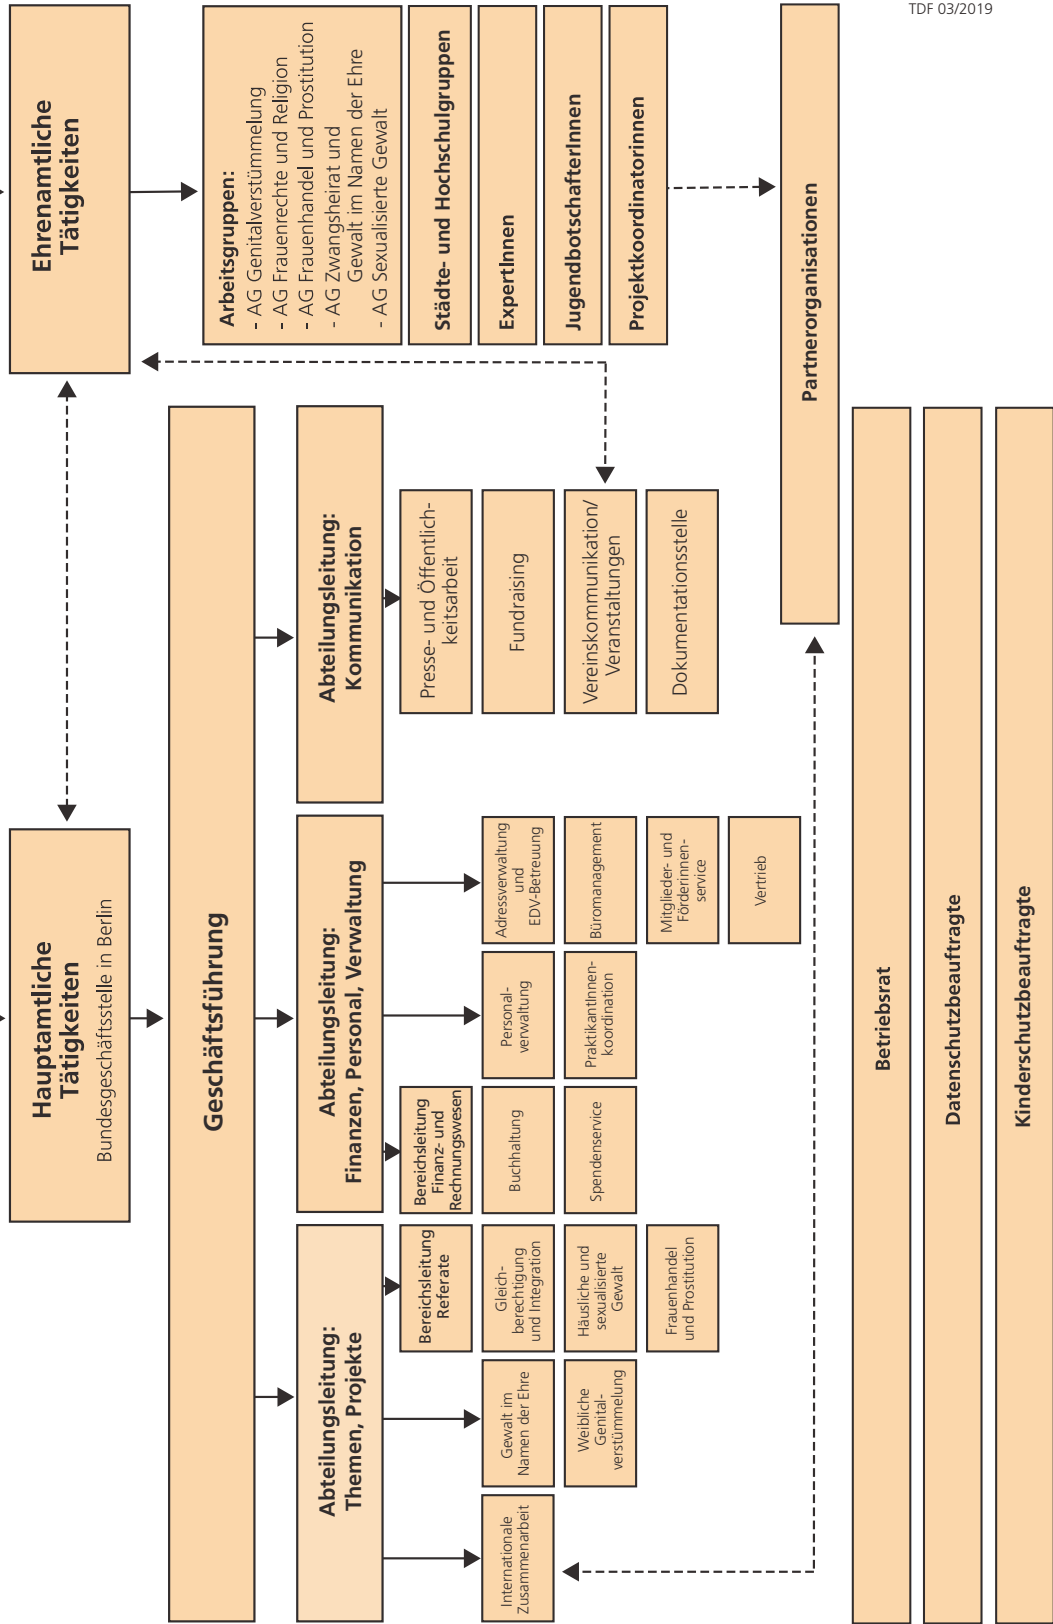 TDF 03/2019
Hauptamtliche
Tätigkeiten
Bundesgeschäftsstelle in Berlin
Ehrenamtliche
Tätigkeiten
Geschäftsführung
Abteilungsleitung:
Themen, Projekte
Internationale
Zusammenarbeit
Gewalt im
Namen der Ehre
Weibliche
Genital-
verstümmelung
Bereichsleitung
Referate
Gleich-
berechtigung
und Integration
Häusliche und
sexualisierte
Gewalt
Frauenhandel
und Prostitution
Abteilungsleitung:
Finanzen, Personal, Verwaltung
Bereichsleitung
Finanz- und
Rechnungswesen
Buchhaltung
Spendenservice
Personal-
verwaltung
PraktikantInnen-
koordination
Adressverwaltung
und
EDV-Betreuung
Büromanagement
Mitglieder- und
Förderinnen-
service
Vertrieb
Abteilungsleitung:
Kommunikation
Presse- und Öffentlich-
keitsarbeit
Fundraising
Vereinskommunikation/
Veranstaltungen
Dokumentationsstelle
Arbeitsgruppen:
- AG Genitalverstümmelung
- AG Frauenrechte und Religion
- AG Frauenhandel und Prostitution
- AG Zwangsheirat und
Gewalt im Namen der Ehre
- AG Sexualisierte Gewalt
Städte- und Hochschulgruppen
ExpertInnen
JugendbotschafterInnen
Projektkoordinatorinnen
Partnerorganisationen
Betriebsrat
Datenschutzbeauftragte
Kinderschutzbeauftragte